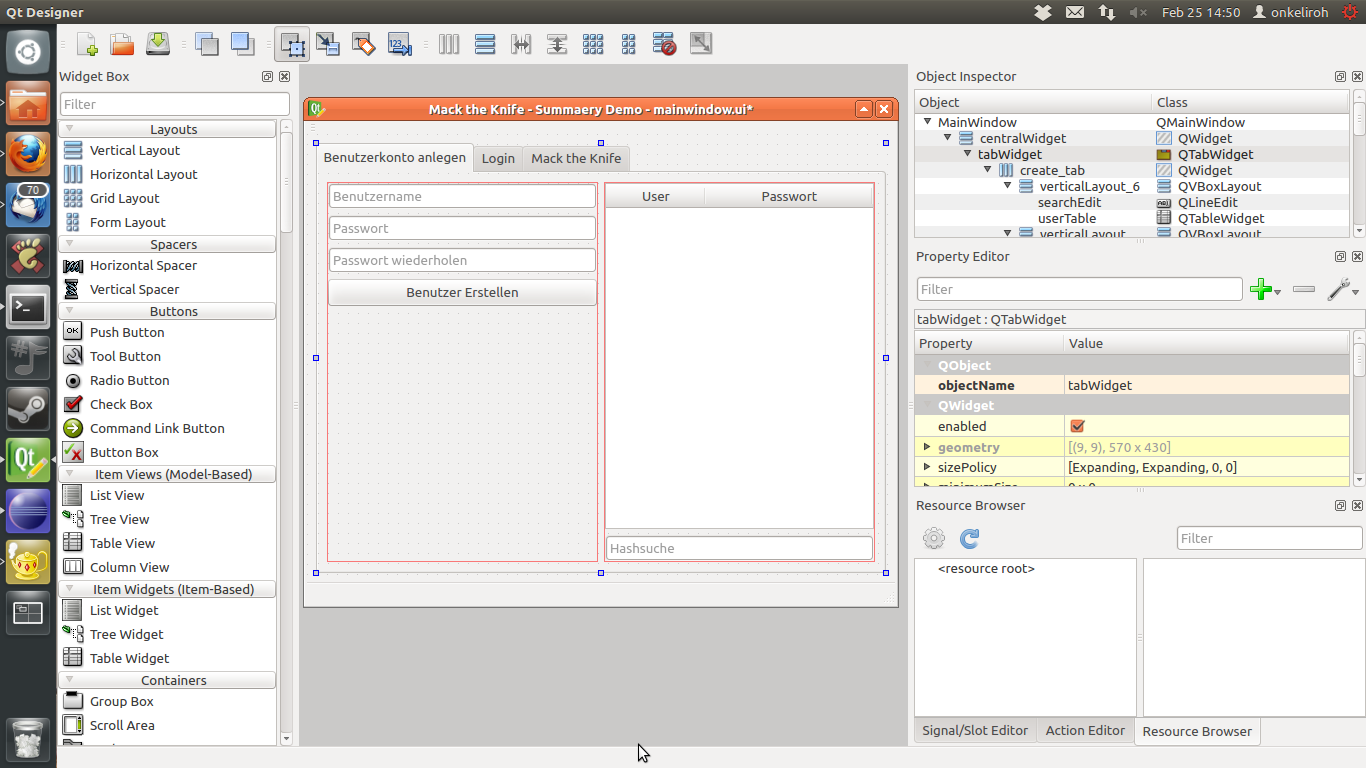 Qt Designer
Feb 25 14:50 onkeliroh
Widget Box
Filter
Layouts
Vertical Layout
Horizontal Layout
Grid Layout
Form Layout
Spacers
Horizontal Spacer
Vertical Spacer
Buttons
OK Push Button
Tool Button
Radio Button
Check Box
Command Link Button
Button Box
Item Views (Model-Based)
List View
Tree View
Table View
Column View
Item Widgets (Item-Based)
List Widget
Tree Widget
Table Widget
Containers
Group Box
Scroll Area
70
Qt
123
Qt Mack the Knife - Summaery Demo - mainwindow.ui*
Benutzerkonto anlegen Login Mack the Knife
Benutzername
Passwort
Passwort wiederholen
Benutzer Erstellen
User Passwort
Hashsuche
Object Inspector
Object Class
MainWindow QMainWindow
centralWidget QWidget
tabWidget QTabWidget
create_tab QWidget
verticalLayout_6 QVBoxLayout
searchEdit QLineEdit
userTable QTableWidget
verticalLayout QVBoxLayout
Property Editor
Filter
tabWidget : QTabWidget
Property Value
QObject
objectName tabWidget
QWidget
enabled
geometry [(9, 9), 570 x 430]
sizePolicy [Expanding, Expanding, 0, 0]
minimumSize 0 x 0
Resource Browser
Filter
<resource root>
Signal/Slot Editor Action Editor Resource Browser